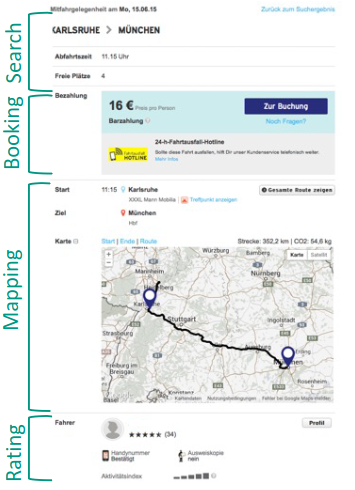 Mitfahrgelegenheit am Mo, 15.06.15 Zurück zum Suchergebnis
Search
KARLSRUHE > MÜNCHEN
Abfahrtszeit 11.15 Uhr
Freie Plätze 4
Booking
Bezahlung
16 € Preis pro Person
Zur Buchung
Barzahlung
Noch Fragen?
24-h-Fahrtausfall-Hotline
HOTLINE
Sollte diese Fahrt ausfallen, hilft Dir unser Kundenservice telefonisch weiter.
Mehr Infos
Mapping
Start 11:15 Karlsruhe
Gesamte Route zeigen
XXXL Mann Mobilia | Treffpunkt anzeigen
Ziel München
Hbf
Karte Start | Ende | Route Strecke: 352,2 km | CO2: 54,6 kg
Würzburg
Bamberg
Karte Satellit
Mannheim
Nürnberg
Stuttgart
Ingolstadt
Strasbourg
Augsburg
Erding
München
Freiburg im
Breisgau
Rosenheim
Konstanz
Basel
Kartendaten Nutzungsbedingungen Fehler bei Google Maps melden
Rating
Fahrer
Profil
(34)
Handynummer
Bestätigt
Ausweiskopie
nein
Aktivitätsindex